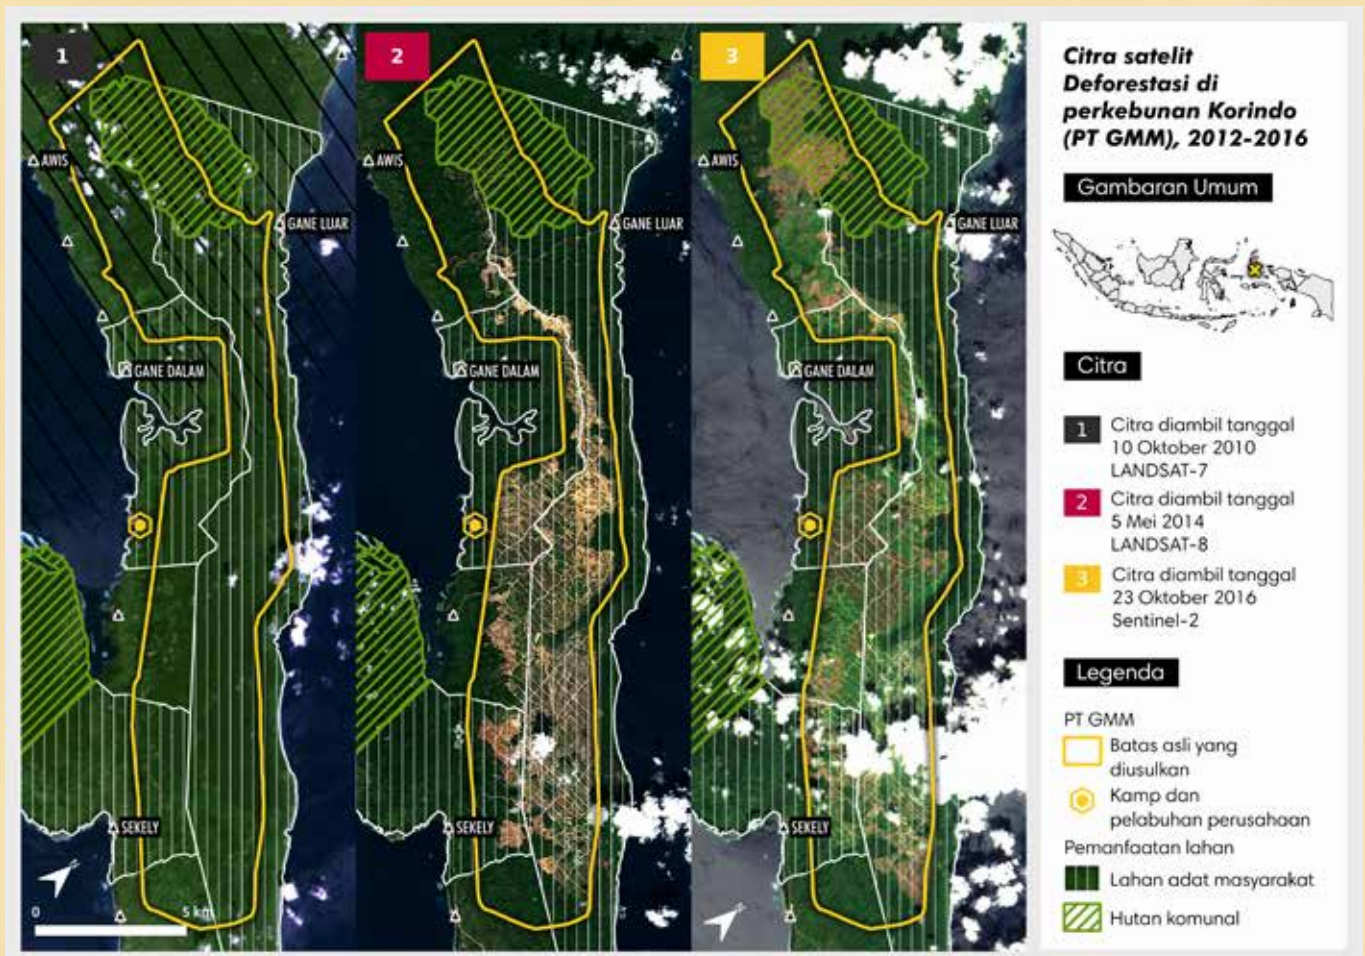 1
2
3
AWIS
GANE LUAR
GANE DALAM
SEKELY
0 5 km
AWIS
GANE LUAR
GANE DALAM
SEKELY
AWIS
GANE LUAR
GANE DALAM
SEKELY
Citra satelit
Deforestasi di
perkebunan Korindo
(PT GMM), 2012-2016
Gambaran Umum
Citra
1 Citra diambil tanggal
10 Oktober 2010
LANDSAT-7
2 Citra diambil tanggal
5 Mei 2014
LANDSAT-8
3 Citra diambil tanggal
23 Oktober 2016
Sentinel-2
Legenda
PT GMM
Batas asli yang
diusulkan
Kamp dan
pelabuhan perusahaan
Pemanfaatan lahan
Lahan adat masyarakat
Hutan komunal